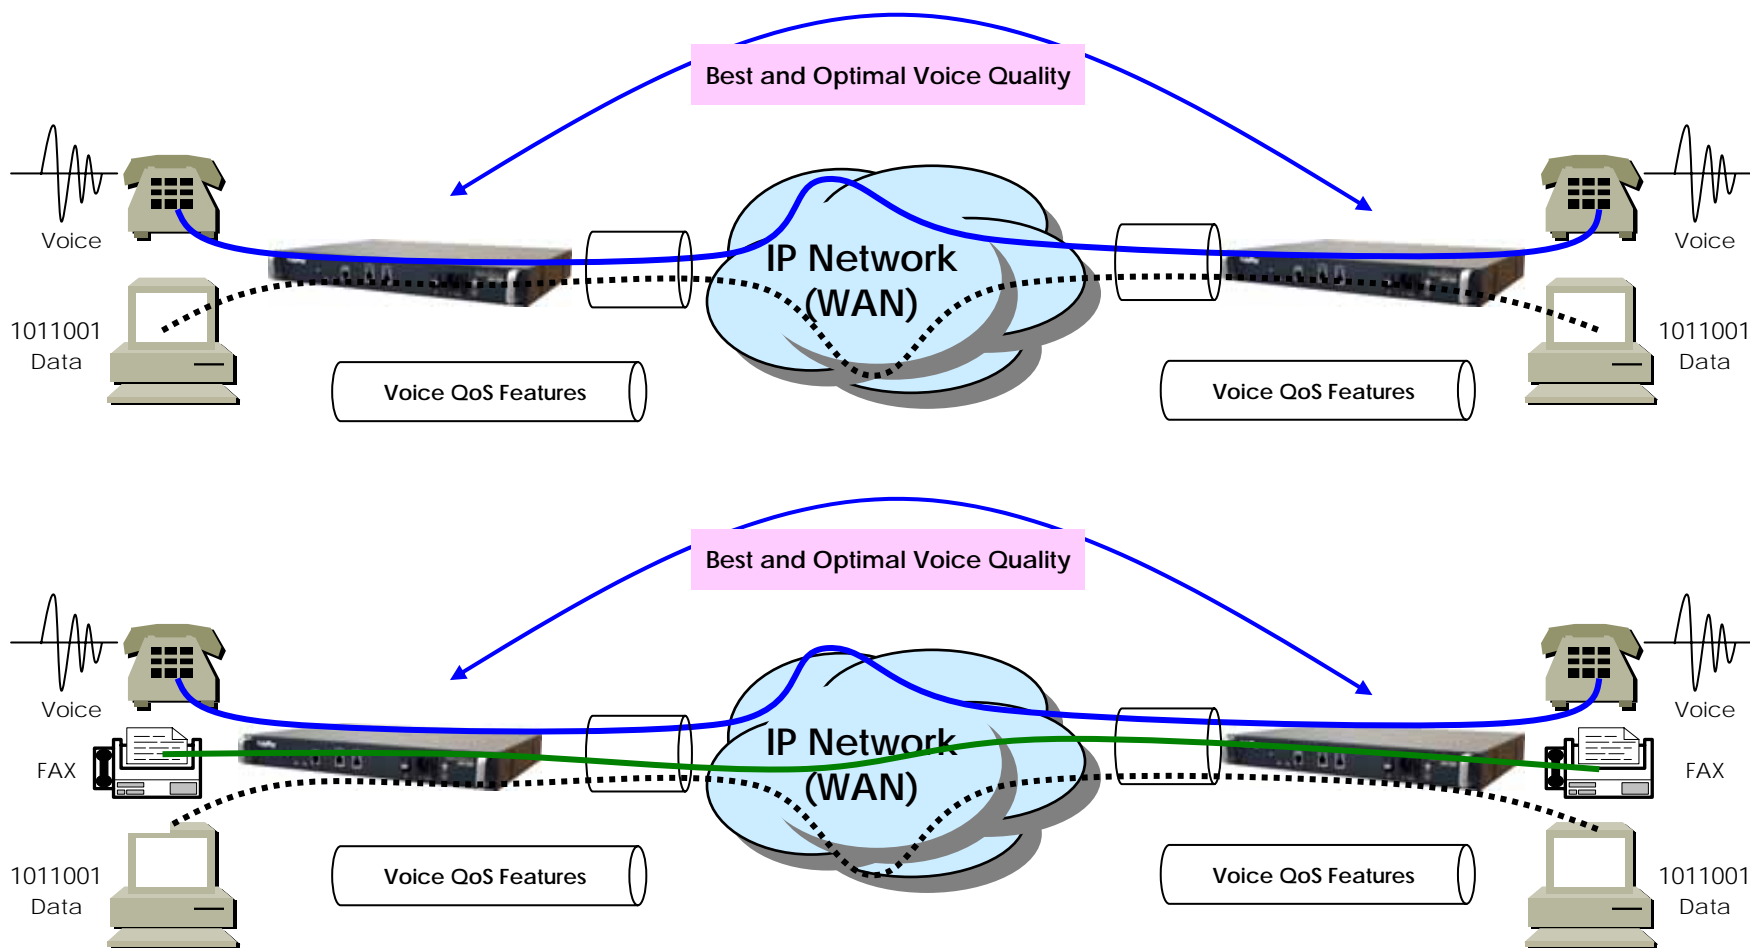 Best and Optimal Voice Quality
Voice
Voice
IP Network
(WAN)
1011001
Data
1011001
Data
Voice QoS Features
Voice QoS Features
Best and Optimal Voice Quality
Voice
Voice
IP Network
(WAN)
FAX
FAX
1011001
Data
1011001
Data
Voice QoS Features
Voice QoS Features